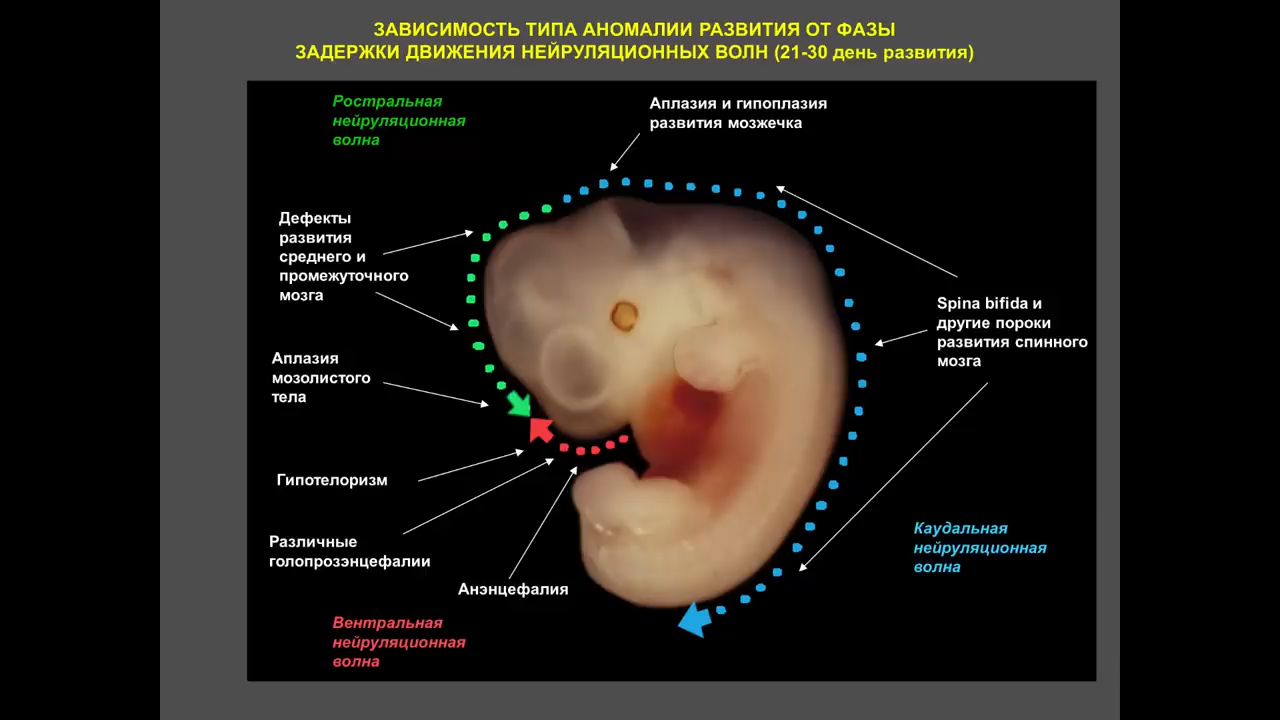 ЗАВИСИМОСТЬ ТИПА АНОМАЛИИ РАЗВИТИЯ ОТ ФАЗЫ
ЗАДЕРЖКИ ДВИЖЕНИЯ НЕЙРУЛЯЦИОННЫХ ВОЛН (21-30 день развития)
Ростральная
нейруляционная
волна
Аплазия и гипоплазия
развития мозжечка
Дефекты
развития
среднего и
промежуточного
мозга
Spina bifida и
другие пороки
развития спинного
мозга
Аплазия
мозолистого
тела
Гипотелоризм
Различные
голопрозэнцефалии
Анэнцефалия
Каудальная
нейруляционная
волна
Вентральная
нейруляционная
волна